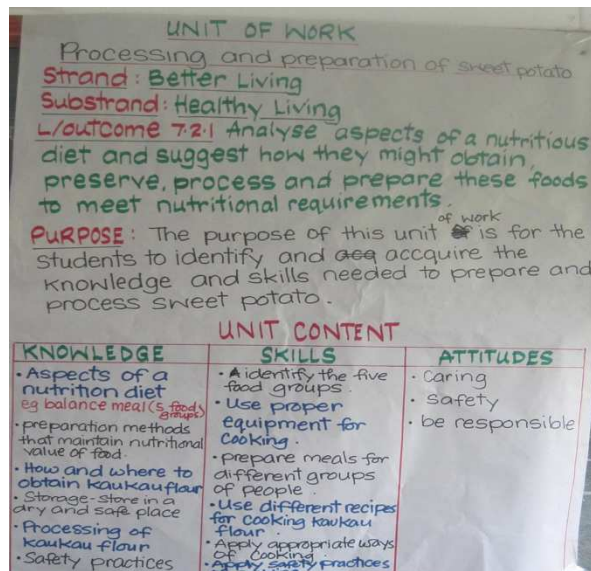 UNIT OF WORK
Processing and preparation of sweet potato
Strand: Better Living
Substrand: Healthy Living
L/outcome 7.2.1 Analyse aspects of a nutritious
diet and suggest how they might obtain,
preserve, process and prepare these foods
to meet nutritional requirements.
of work
PURPOSE: The purpose of this unit is for the
students to identify and accquire the
knowledge and skills needed to prepare and
process sweet potato.
UNIT CONTENT
KNOWLEDGE
• Aspects of a
nutrition diet
eg balance meal (5 food
groups)
• preparation methods
that maintain nutritional
value of food.
• How and where to
obtain kaukau flour
• Storage - store in a
dry and safe place
• Processing of
kaukau flour
• Safety practices
SKILLS
• identify the five
food groups.
• Use proper
equipment for
cooking.
• prepare meals for
different groups
of people.
• Use different recipes
for cooking kaukau
flour.
• Apply appropriate ways
of cooking.
• Apply safety practices
ATTITUDES
• Caring
• Safety
• be responsible